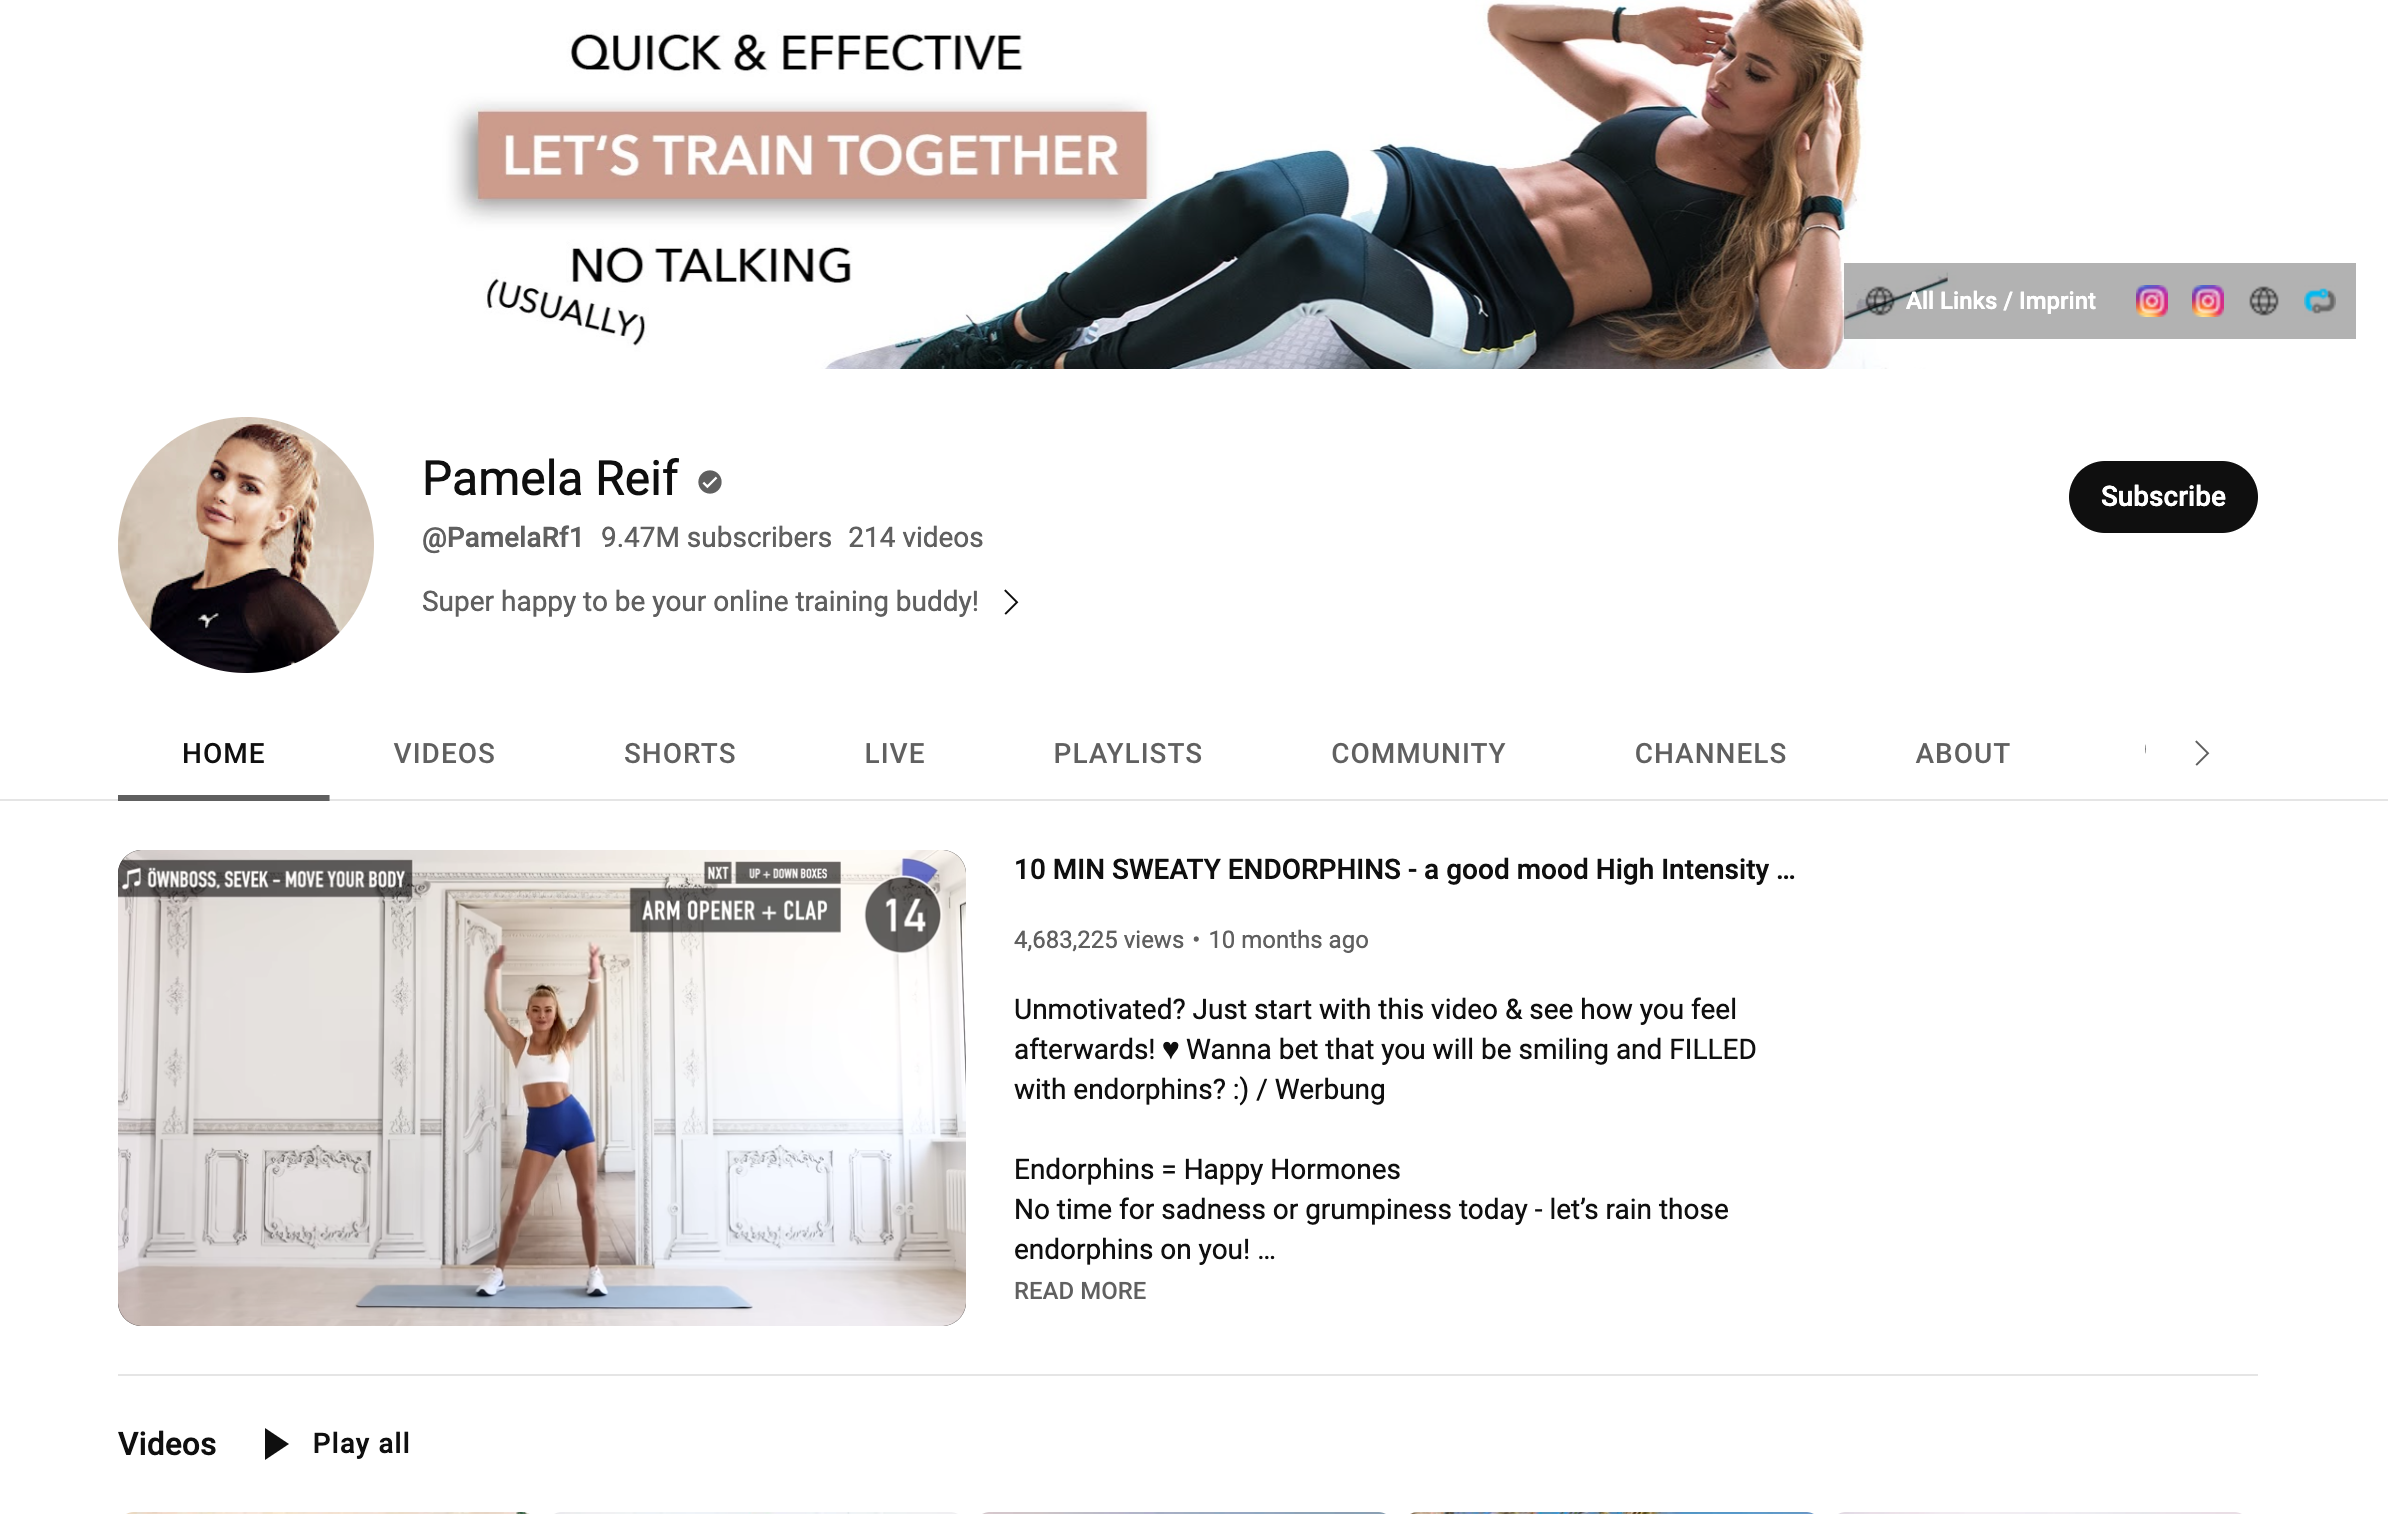 QUICK & EFFECTIVE
LET‘S TRAIN TOGETHER
NO TALKING
(USUALLY)
All Links / Imprint
Pamela Reif
@PamelaRf1 9.47M subscribers 214 videos
Super happy to be your online training buddy!
Subscribe
HOME VIDEOS SHORTS LIVE PLAYLISTS COMMUNITY CHANNELS ABOUT
ÖWNBOSS, SEVEK - MOVE YOUR BODY
NXT UP + DOWN BOXES
ARM OPENER + CLAP
14
10 MIN SWEATY ENDORPHINS - a good mood High Intensity ...
4,683,225 views • 10 months ago
Unmotivated? Just start with this video & see how you feel
afterwards! ♥ Wanna bet that you will be smiling and FILLED
with endorphins? :) / Werbung
Endorphins = Happy Hormones
No time for sadness or grumpiness today - let’s rain those
endorphins on you! ...
READ MORE
Videos Play all